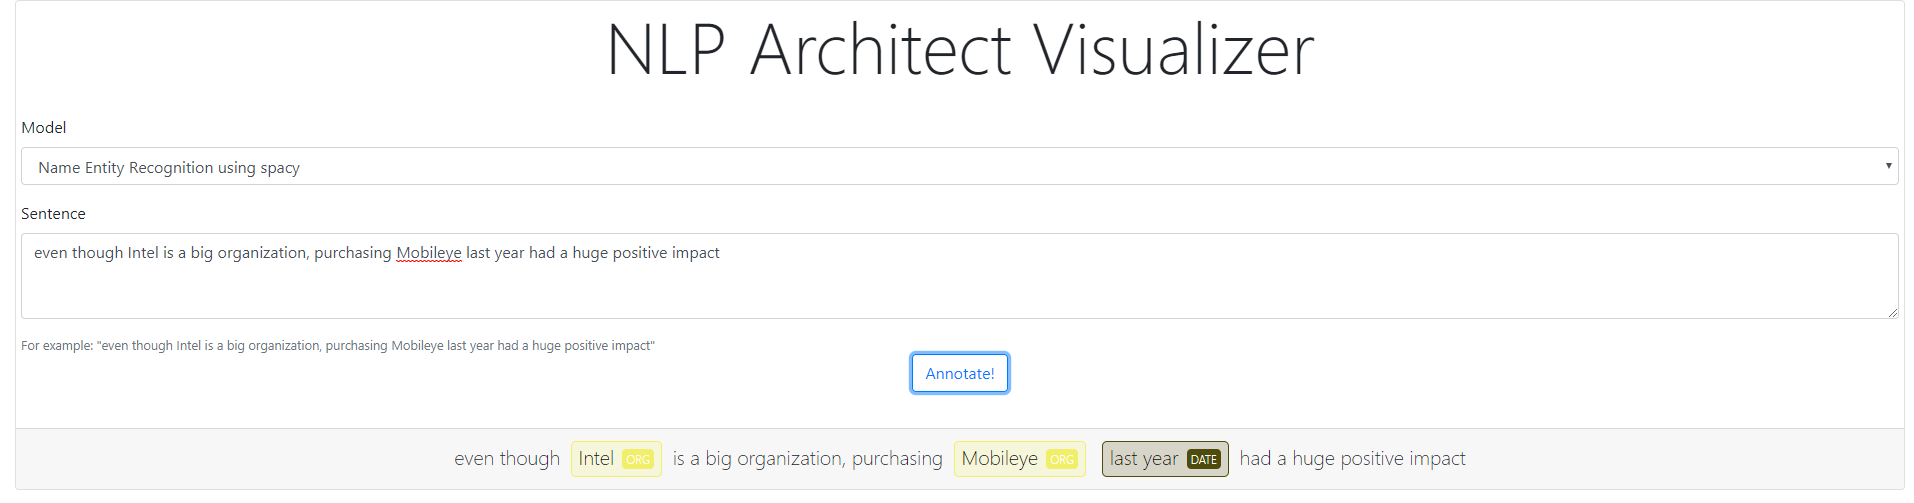 NLP Architect Visualizer
Model
Name Entity Recognition using spacy
Sentence
even though Intel is a big organization, purchasing Mobileye last year had a huge positive impact
For example: "even though Intel is a big organization, purchasing Mobileye last year had a huge positive impact"
Annotate!
even though Intel ORG is a big organization, purchasing Mobileye ORG last year DATE had a huge positive impact